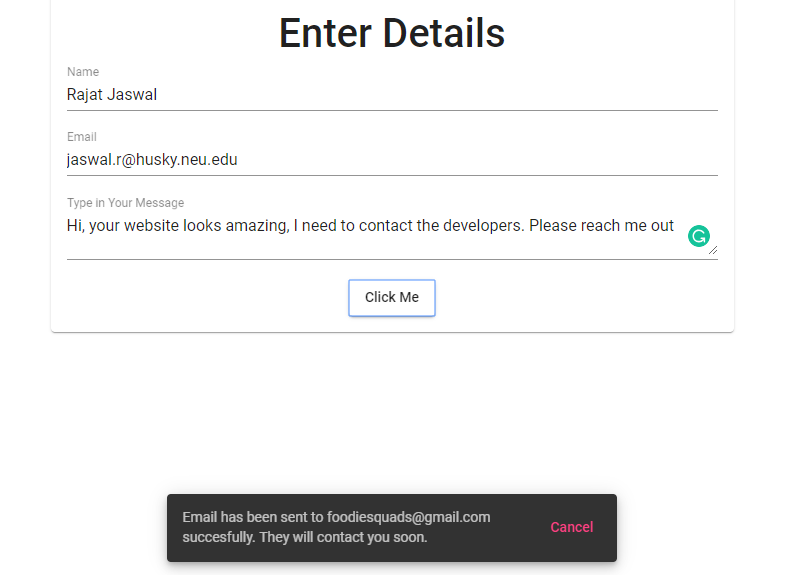 Enter Details
Name
Rajat Jaswal
Email
jaswal.r@husky.neu.edu
Type in Your Message
Hi, your website looks amazing, I need to contact the developers. Please reach me out
Click Me
Email has been sent to foodiesquads@gmail.com
succesfully. They will contact you soon.
Cancel